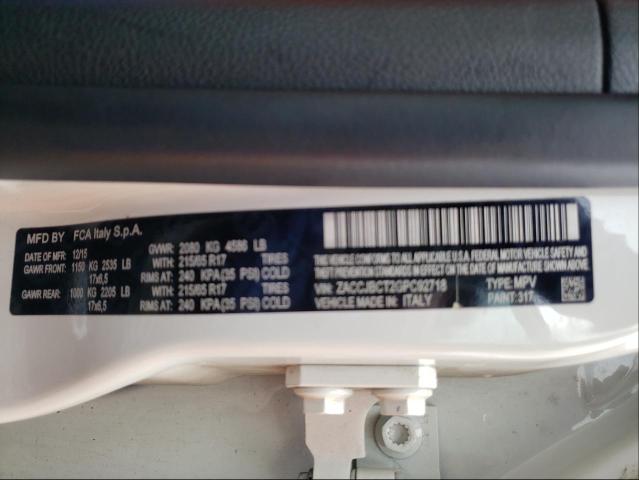 MFD BY FCA Italy S.p.A.
DATE OF MFR: 12/15 GVWR: 2080 KG 4586 LB
GAWR FRONT: 1150 KG 2535 LB WITH: 215/65 R17 TIRES
17x6,5 RIMS AT: 240 KPA(35 PSI) COLD
GAWR REAR: 1000 KG 2205 LB WITH: 215/65 R17 TIRES
17x6,5 RIMS AT: 240 KPA(35 PSI) COLD
THIS VEHICLE CONFORMS TO ALL APPLICABLE U.S.A. FEDERAL MOTOR VEHICLE SAFETY,
BUMPER, AND THEFT PREVENTION STANDARDS IN EFFECT ON THE DATE OF MANUFACTURE SHOWN ABOVE.
VIN: ZACCJBCT2GPC92718 TYPE: MPV
VEHICLE MADE IN: ITALY PAINT: 317